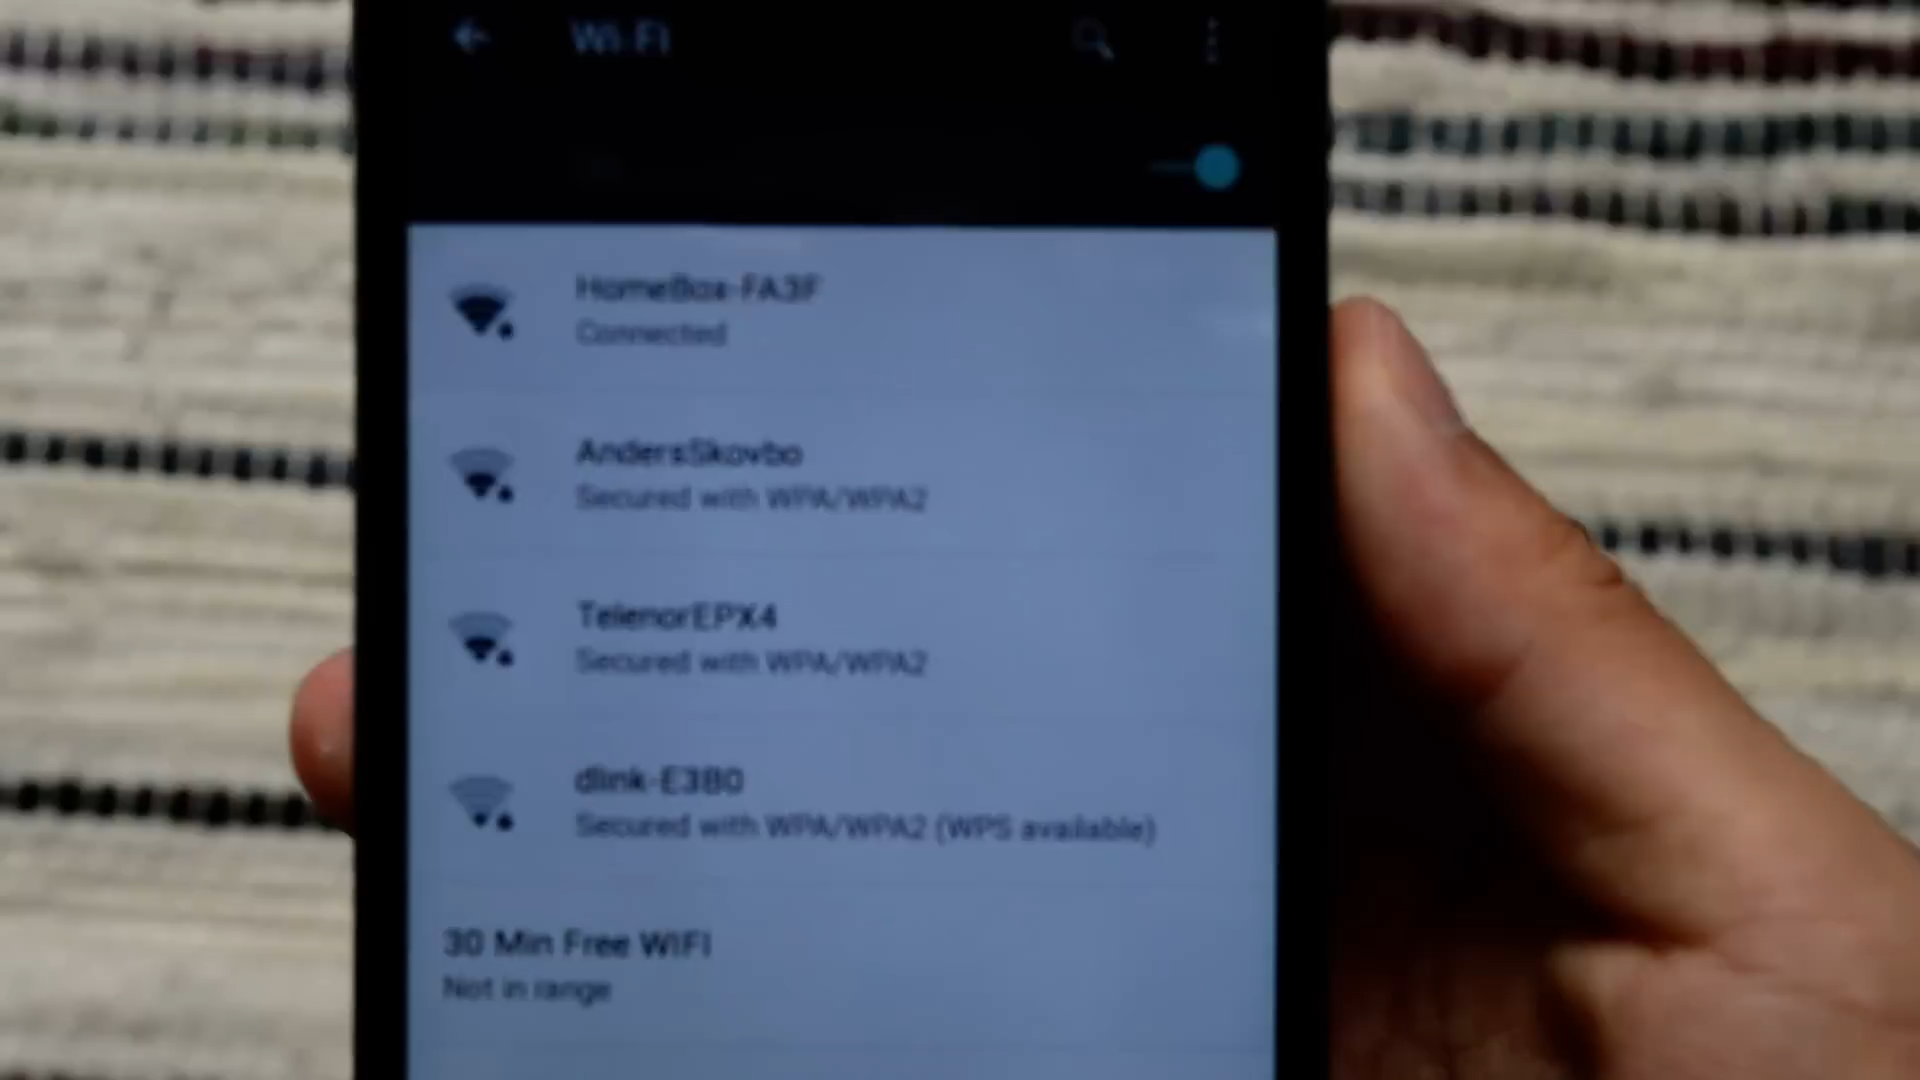 Wi-Fi
HomeBox-FA3F
Connected
AndersSkovbo
Secured with WPA/WPA2
TelenorEPX4
Secured with WPA/WPA2
dlink-E3B0
Secured with WPA/WPA2 (WPS available)
30 Min Free WIFI
Not in range